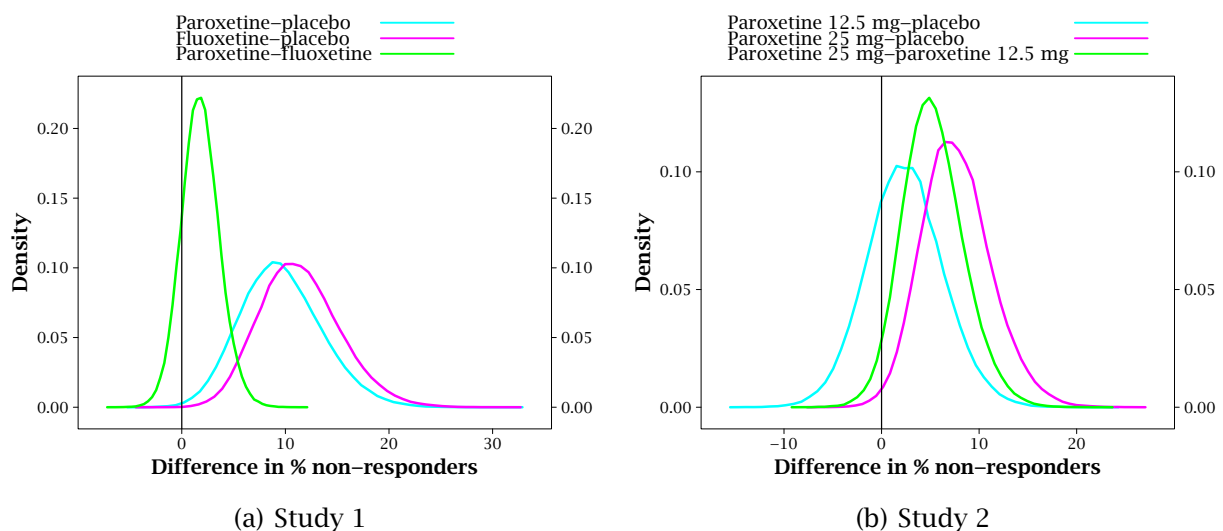 Paroxetine–placebo
Fluoxetine–placebo
Paroxetine–fluoxetine
0.20
0.15
0.10
0.05
0.00
Density
0.20
0.15
0.10
0.05
0.00
0
10
20
30
Difference in % non–responders
(a) Study 1
Paroxetine 12.5 mg–placebo
Paroxetine 25 mg–placebo
Paroxetine 25 mg–paroxetine 12.5 mg
0.10
0.05
0.00
Density
0.10
0.05
0.00
−10
0
10
20
Difference in % non–responders
(b) Study 2